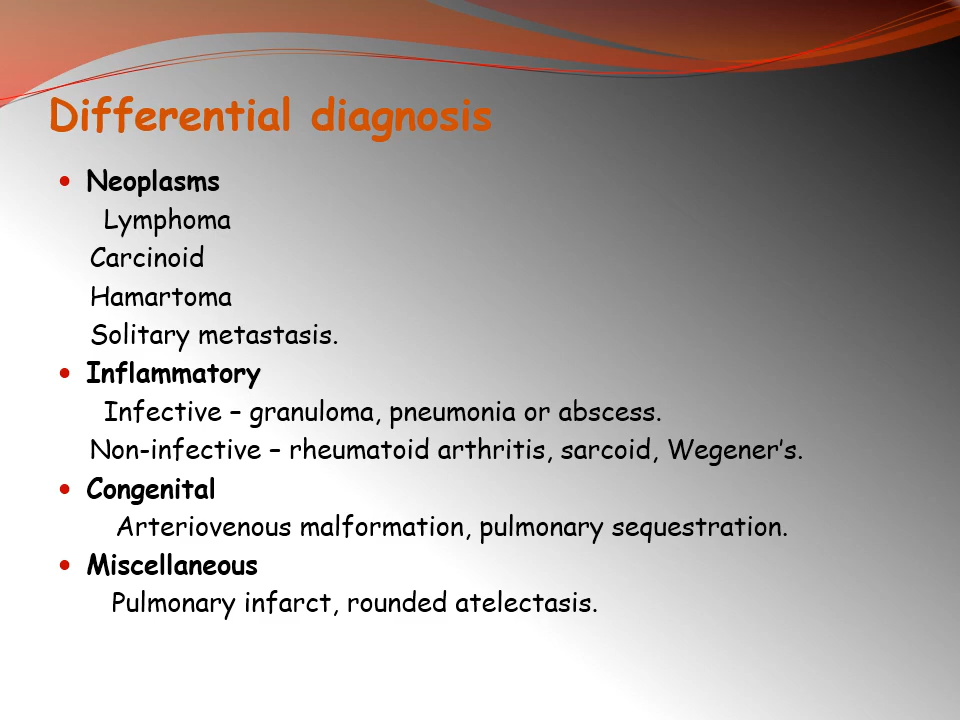 Differential diagnosis
• Neoplasms
Lymphoma
Carcinoid
Hamartoma
Solitary metastasis.
• Inflammatory
Infective – granuloma, pneumonia or abscess.
Non-infective – rheumatoid arthritis, sarcoid, Wegener's.
• Congenital
Arteriovenous malformation, pulmonary sequestration.
• Miscellaneous
Pulmonary infarct, rounded atelectasis.